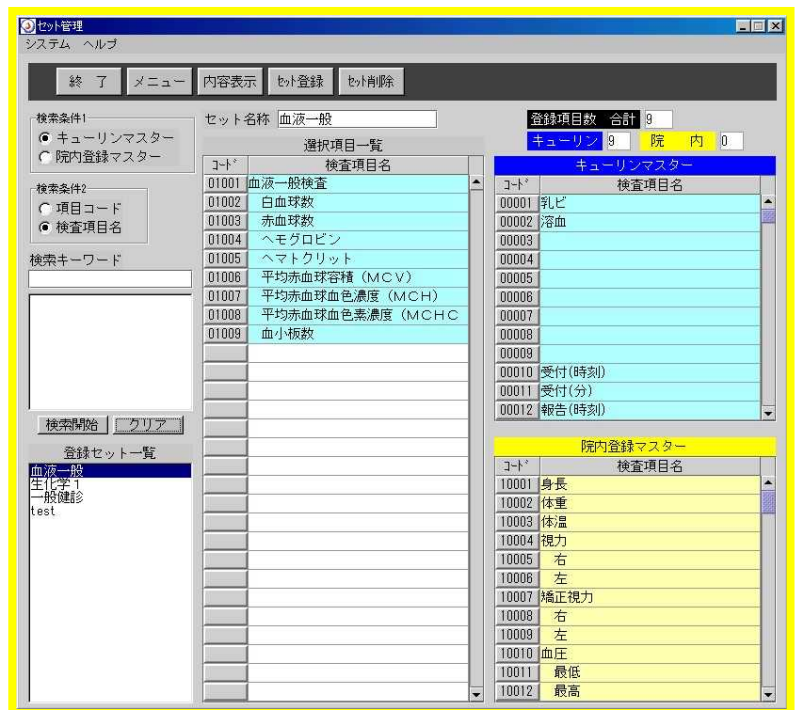 セット管理
システム ヘルプ
終 了 メニュー 内容表示 セット登録 セット削除
検索条件1
キューリンマスター
院内登録マスター
検索条件2
項目コード
検査項目名
検索キーワード
検索開始 クリア
登録セット一覧
血液一般
生化学1
一般健診
test
セット名称 血液一般
選択項目一覧
コード 検査項目名
01001 血液一般検査
01002 白血球数
01003 赤血球数
01004 ヘモグロビン
01005 ヘマトクリット
01006 平均赤血球容積(MCV)
01007 平均赤血球血色濃度(MCH)
01008 平均赤血球血色素濃度(MCHC
01009 血小板数
登録項目数 合計 9
キューリン 9 院 内 0
キューリンマスター
コード 検査項目名
00001 乳ビ
00002 溶血
00003
00004
00005
00006
00007
00008
00009
00010 受付(時刻)
00011 受付(分)
00012 報告(時刻)
院内登録マスター
コード 検査項目名
10001 身長
10002 体重
10003 体温
10004 視力
10005 右
10006 左
10007 矯正視力
10008 右
10009 左
10010 血圧
10011 最低
10012 最高